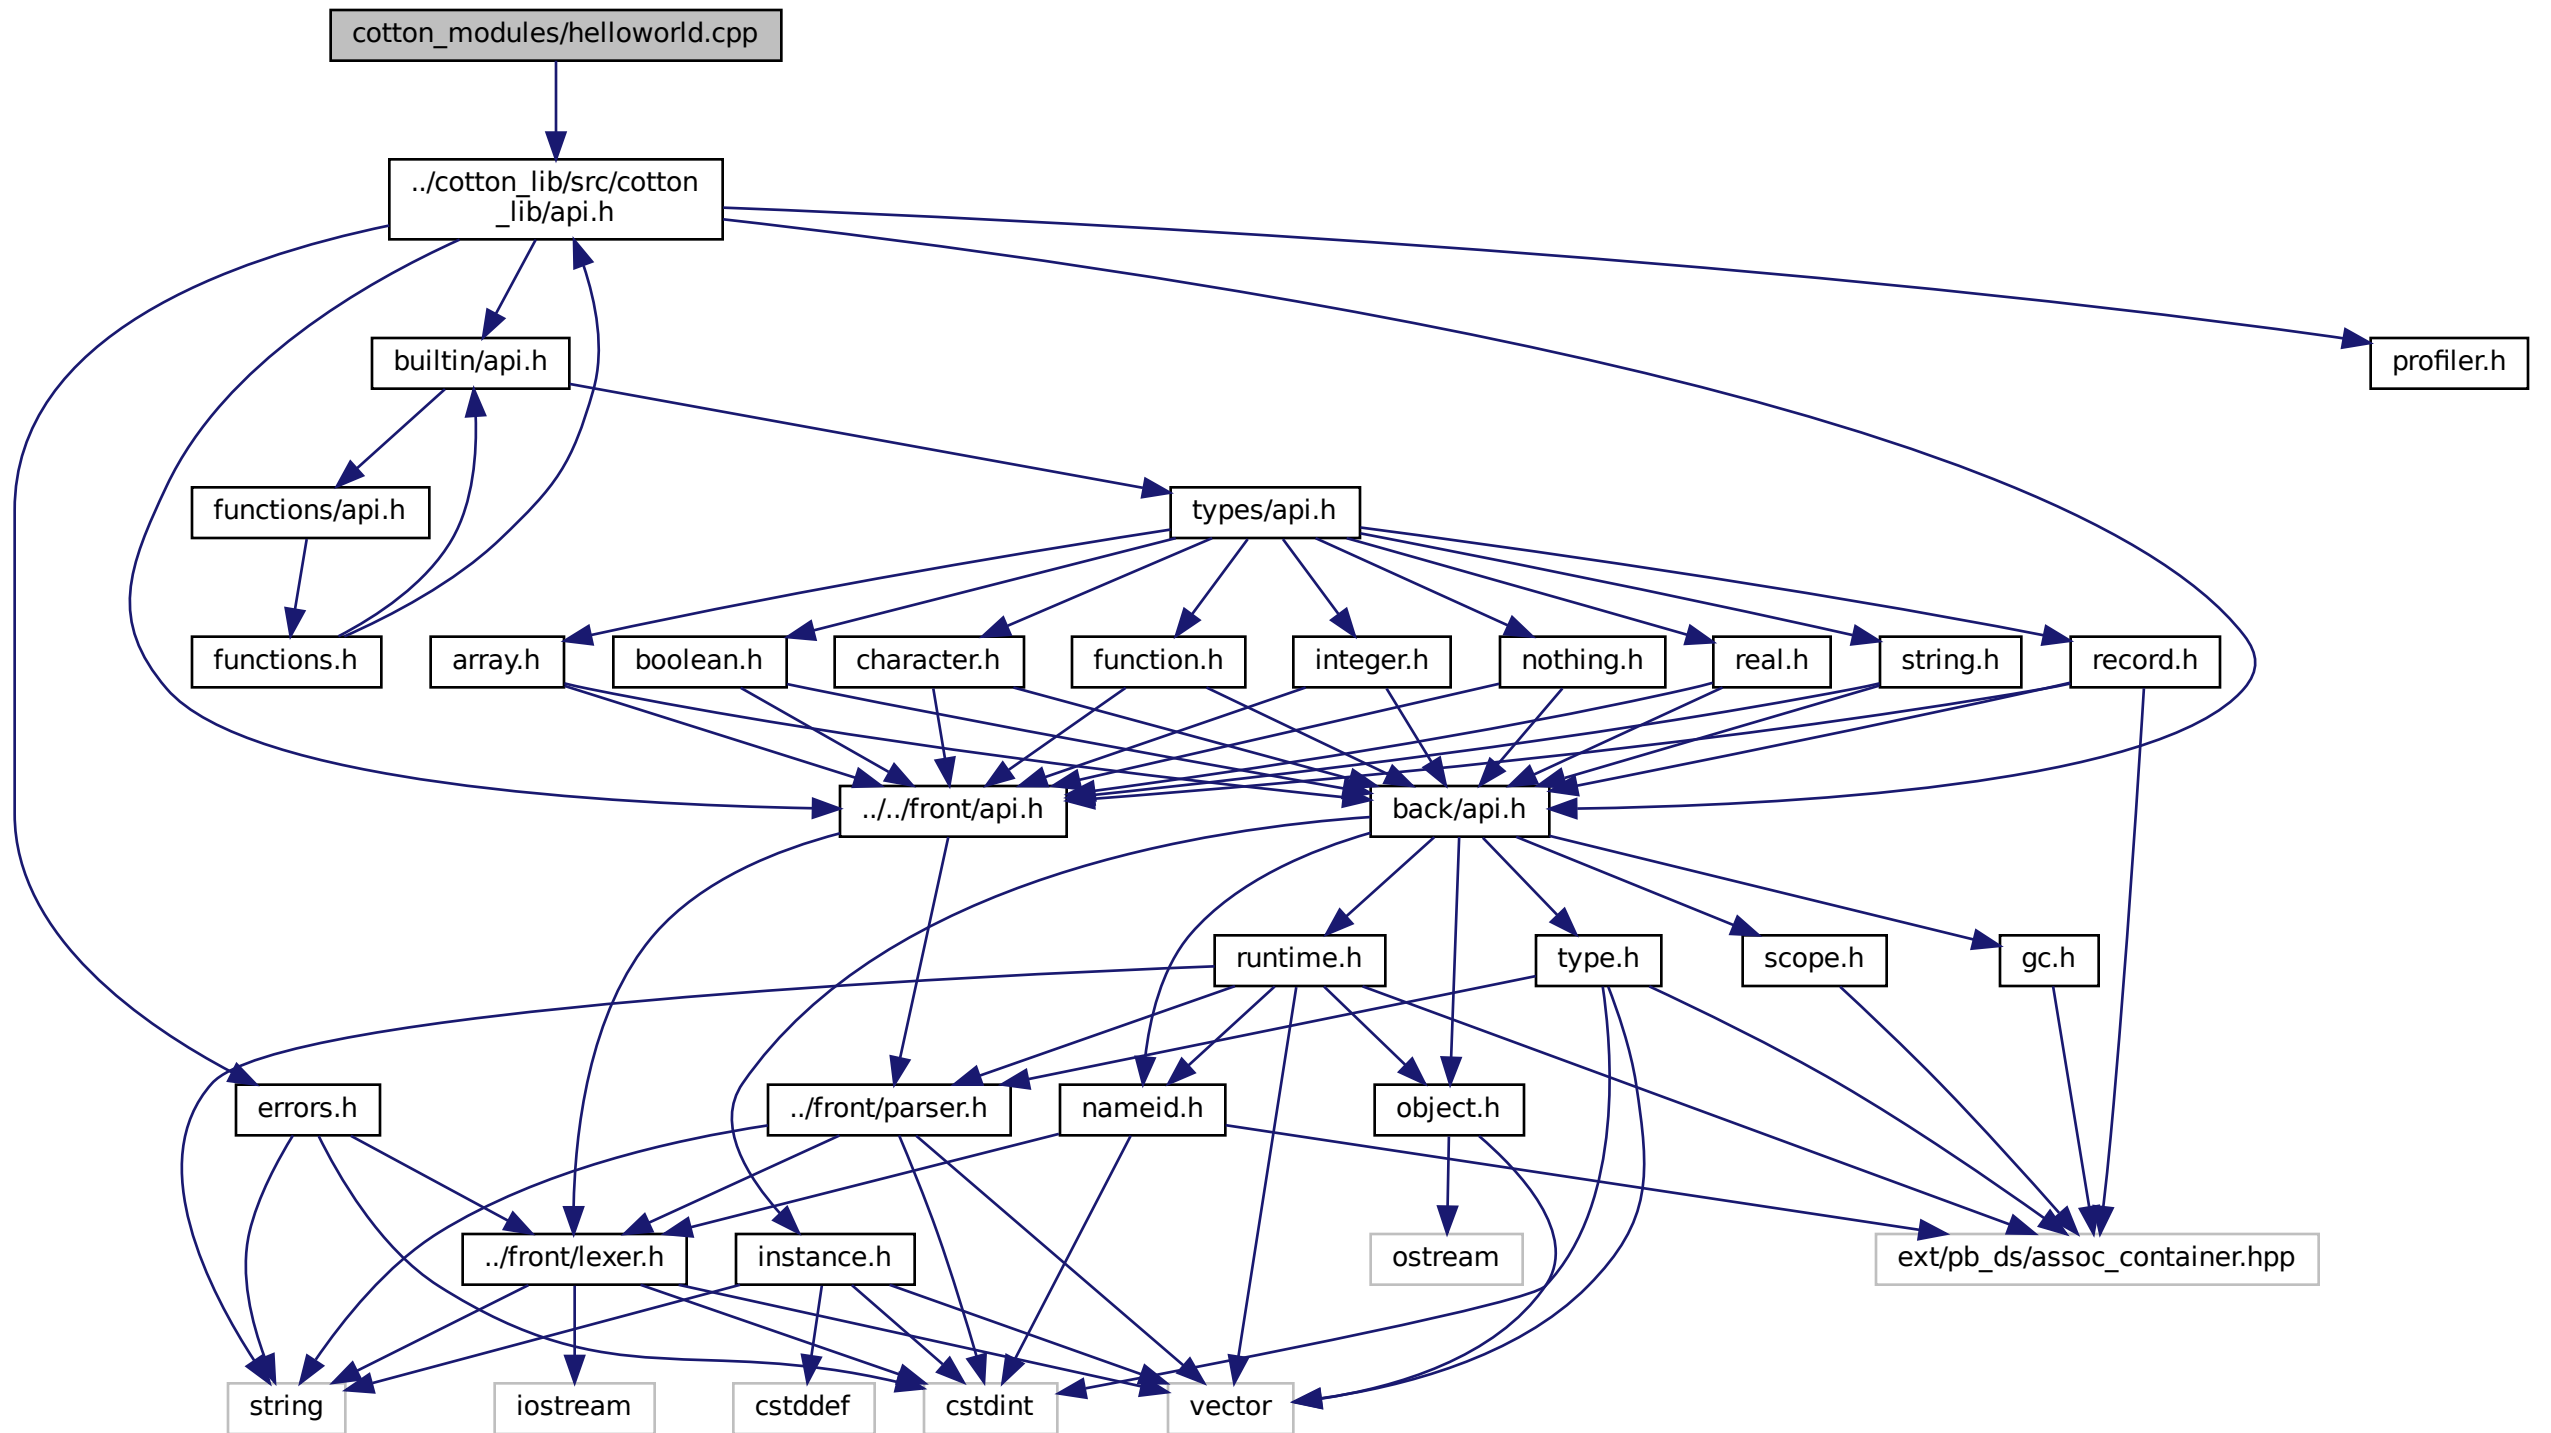 cotton_modules/helloworld.cpp
../cotton_lib/src/cotton
_lib/api.h
builtin/api.h
profiler.h
functions/api.h
types/api.h
functions.h
array.h
boolean.h
character.h
function.h
integer.h
nothing.h
real.h
string.h
record.h
../../front/api.h
back/api.h
runtime.h
type.h
scope.h
gc.h
errors.h
../front/parser.h
nameid.h
object.h
../front/lexer.h
instance.h
ostream
ext/pb_ds/assoc_container.hpp
string
iostream
cstddef
cstdint
vector